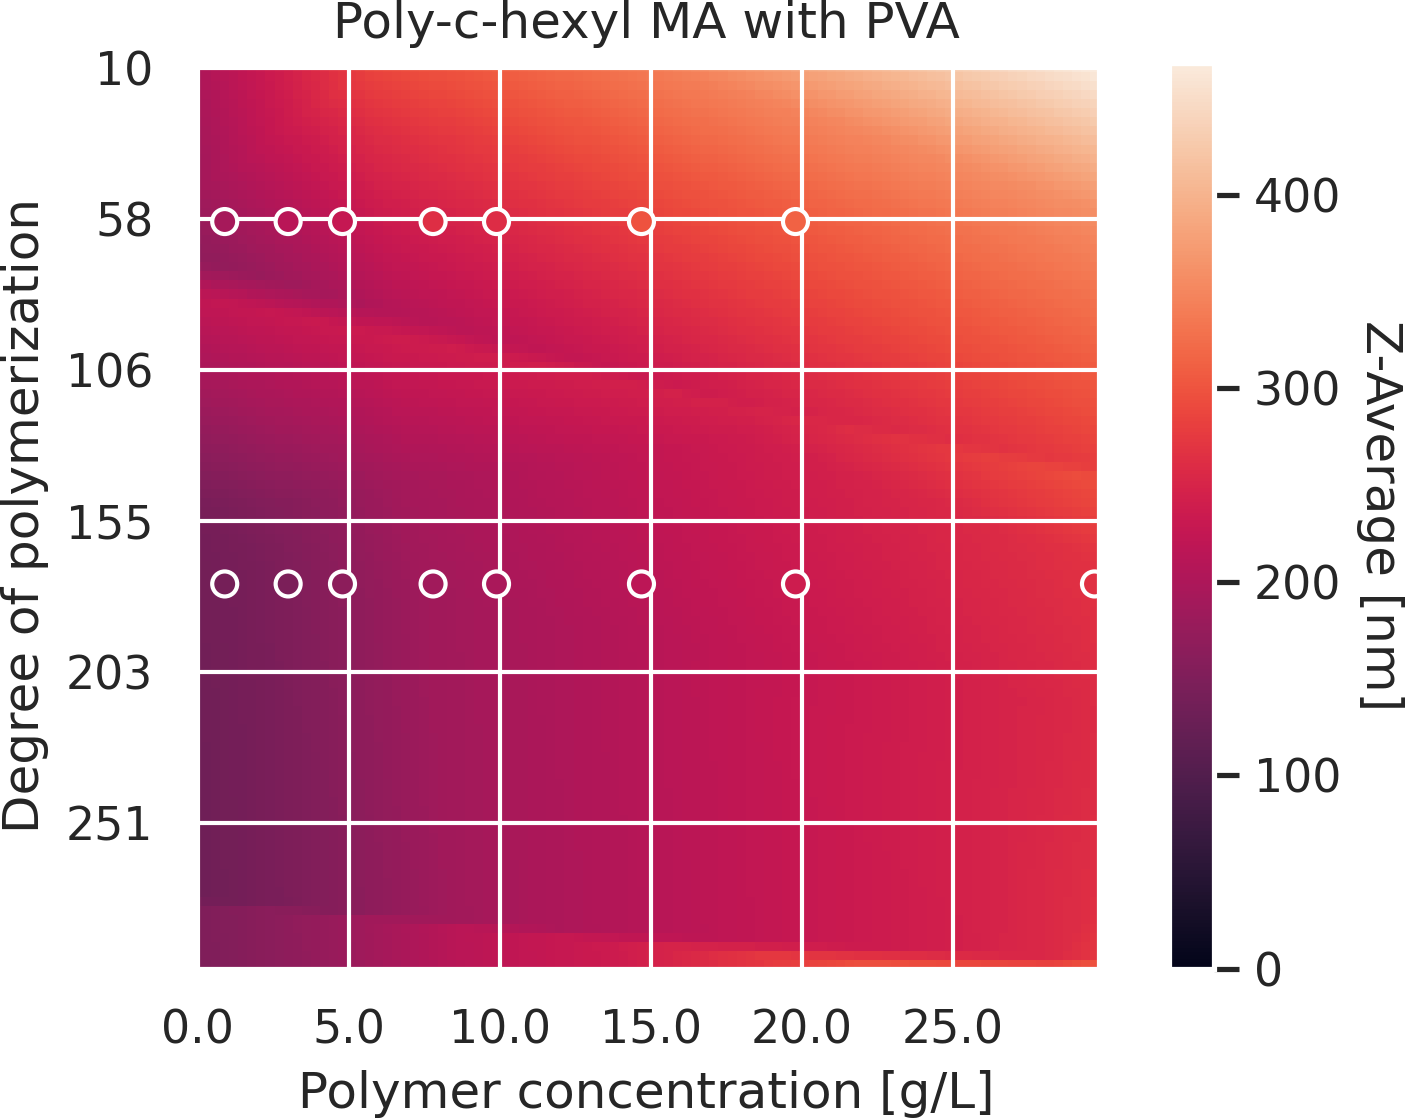 Poly-c-hexyl MA with PVA
10
58
106
155
203
251
Degree of polymerization
0.0 5.0 10.0 15.0 20.0 25.0
Polymer concentration [g/L]
400
300
200
100
0
Z-Average [nm]